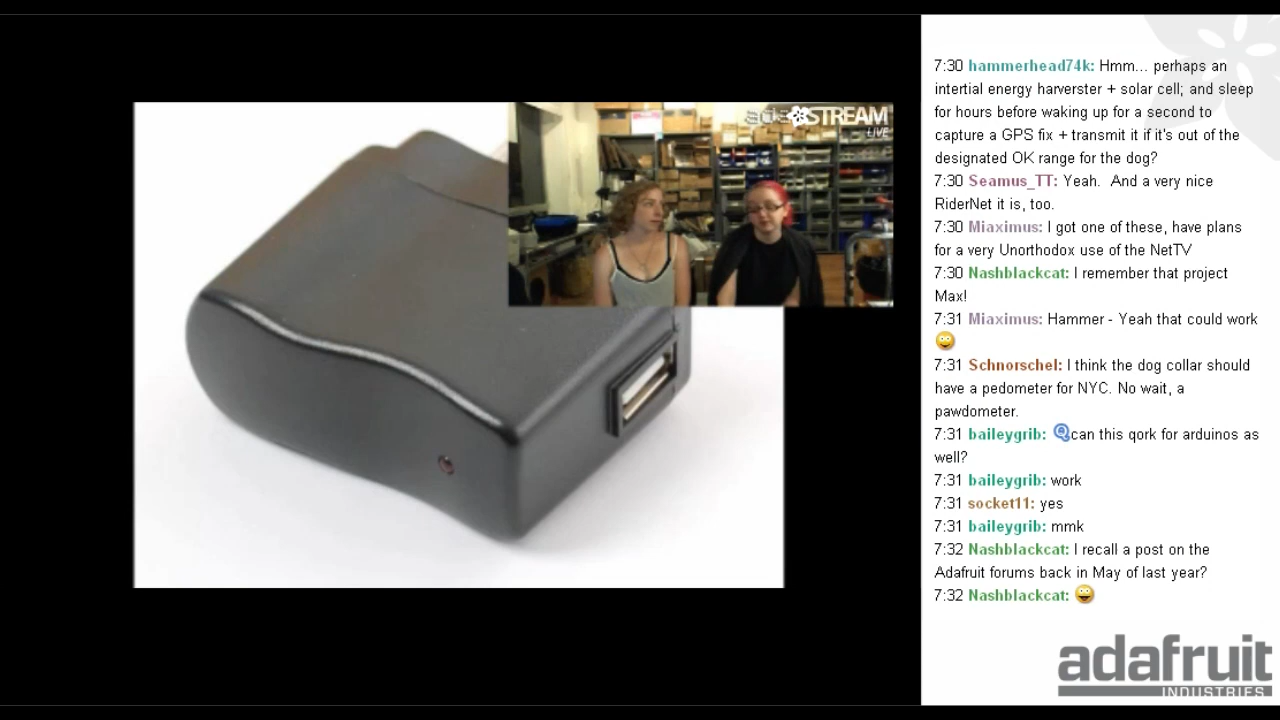 STREAM
LIVE
7:30 hammerhead74k: Hmm... perhaps an
intertial energy harverster + solar cell; and sleep
for hours before waking up for a second to
capture a GPS fix + transmit it if it's out of the
designated OK range for the dog?
7:30 Seamus_TT: Yeah. And a very nice
RiderNet it is, too.
7:30 Miaximus: I got one of these, have plans
for a very Unorthodox use of the NetTV
7:30 Nashblackcat: I remember that project
Max!
7:31 Miaximus: Hammer - Yeah that could work
7:31 Schnorschel: I think the dog collar should
have a pedometer for NYC. No wait, a
pawdometer.
7:31 baileygrib: can this qork for arduinos as
well?
7:31 baileygrib: work
7:31 socket11: yes
7:31 baileygrib: mmk
7:32 Nashblackcat: I recall a post on the
Adafruit forums back in May of last year?
7:32 Nashblackcat:
adafruit
INDUSTRIES